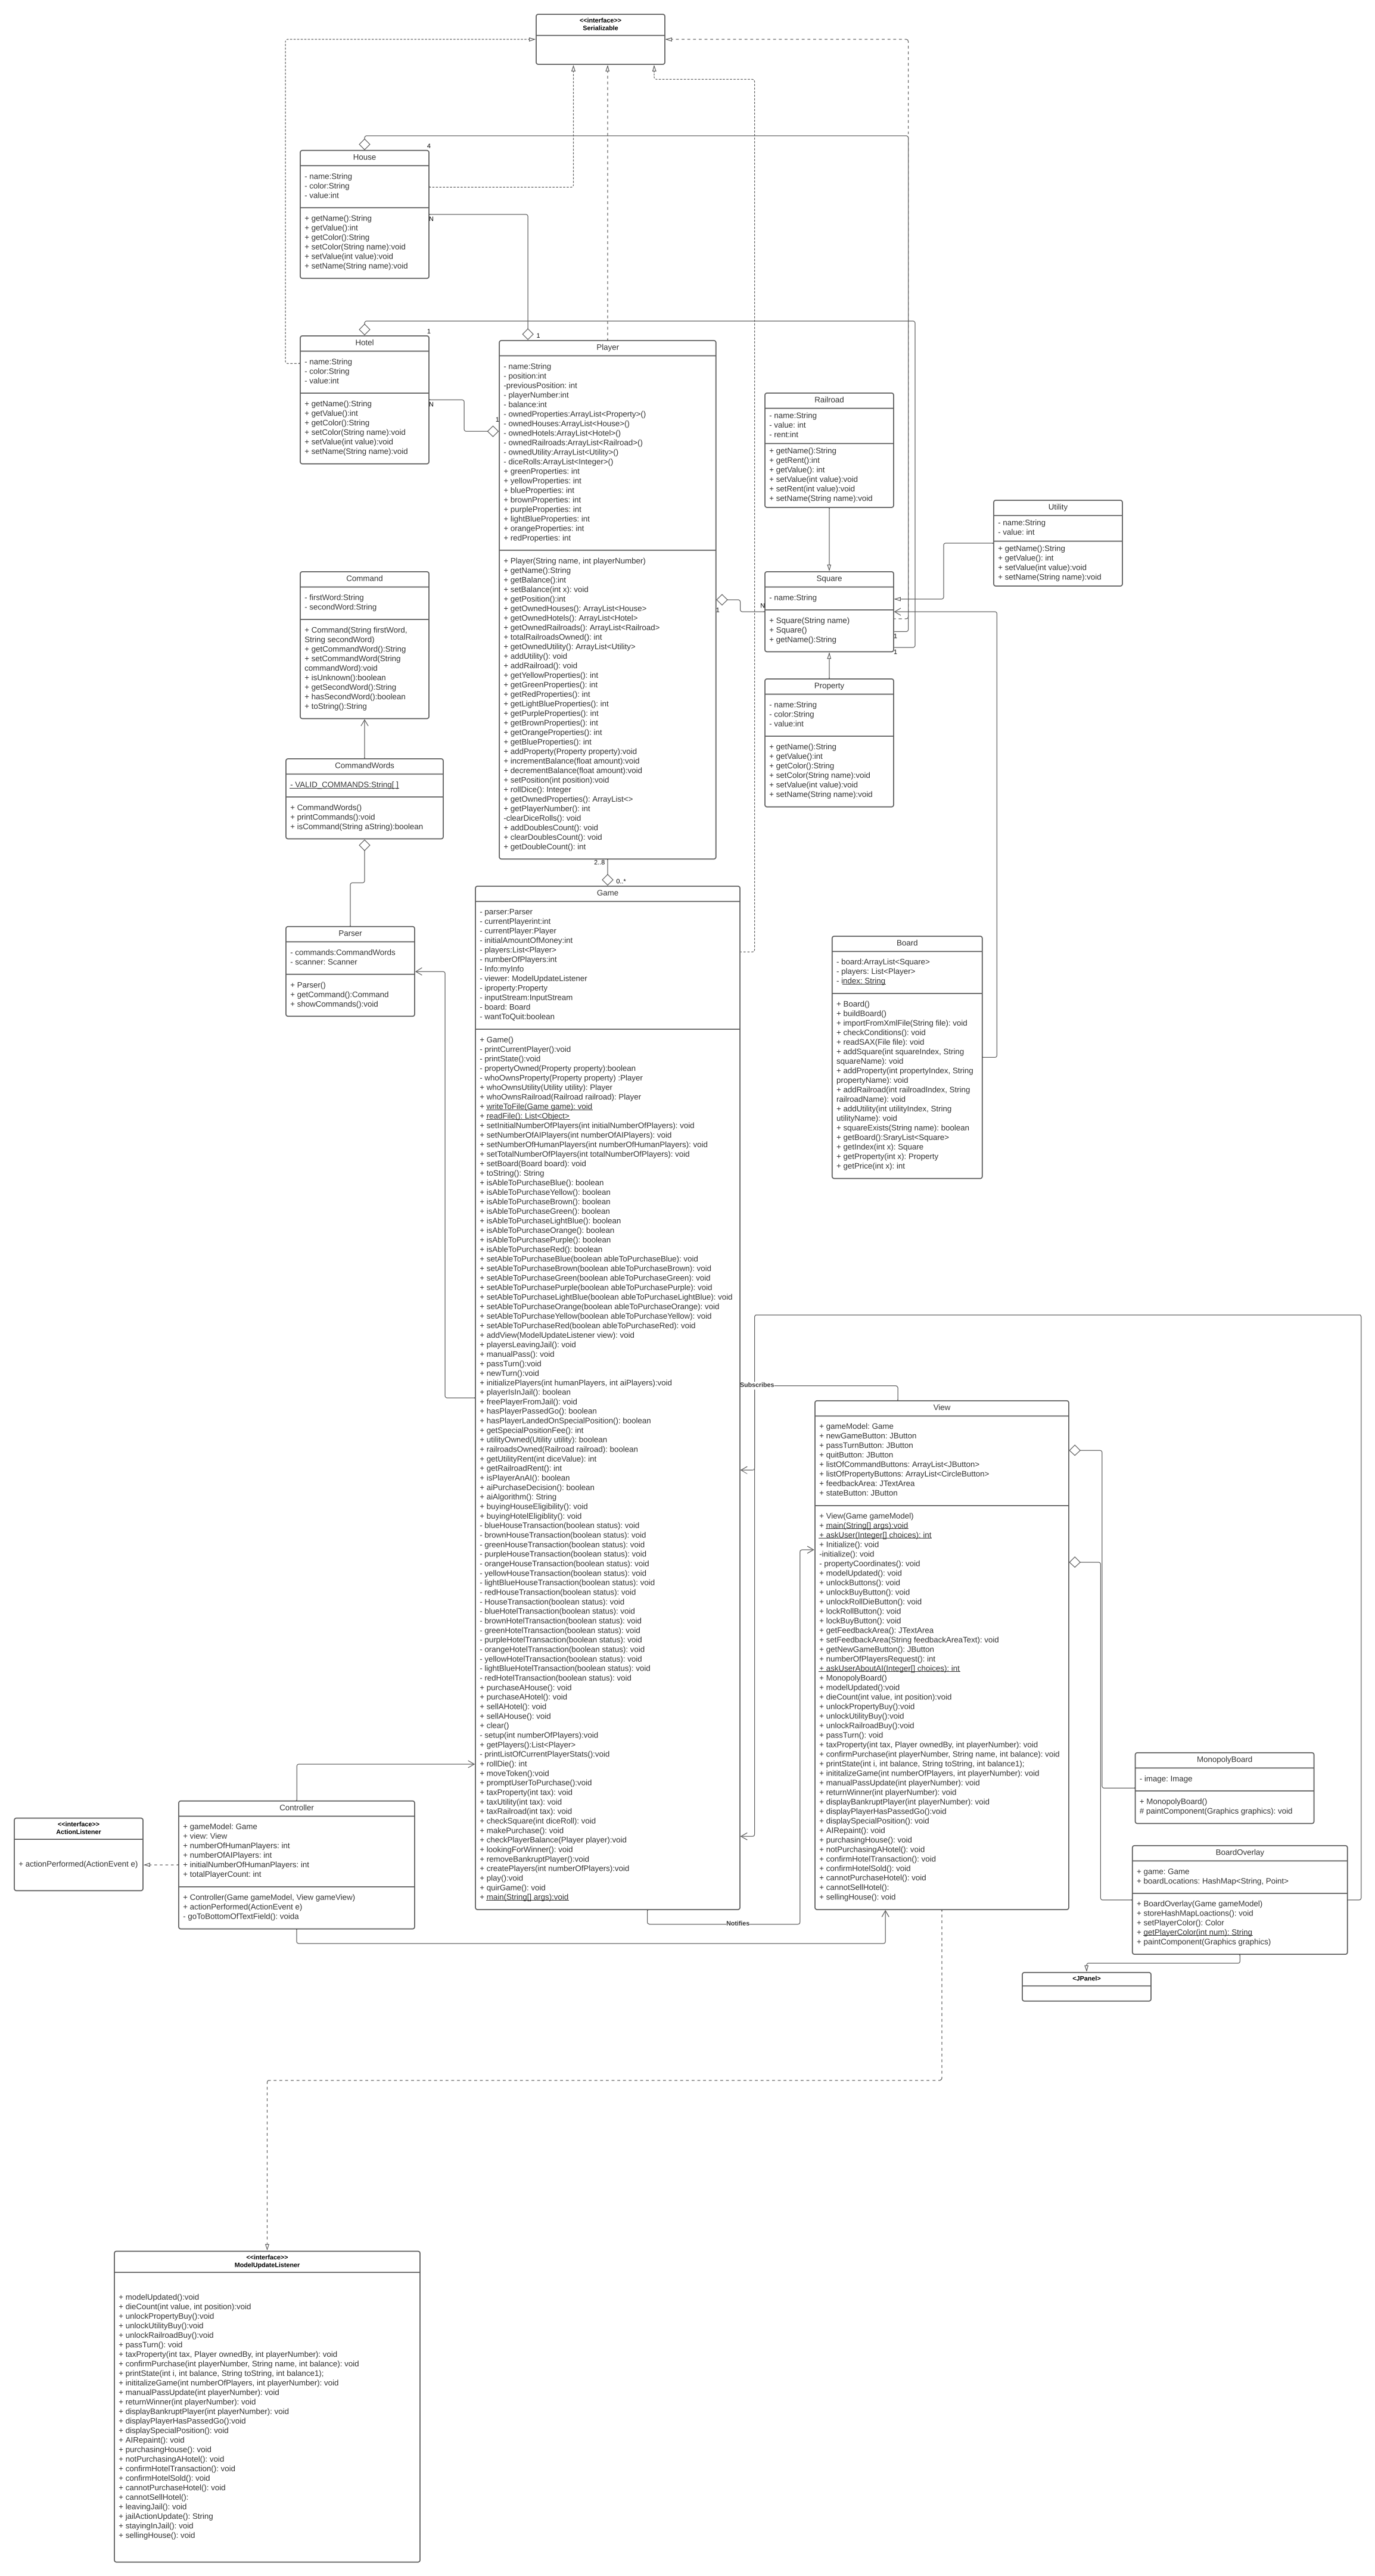 <<interface>>
Serializable
4
House
- name:String
- color:String
- value:int
+ getName():String
+ getValue():int
+ getColor():String
+ setColor(String name):void
+ setValue(int value):void
+ setName(String name):void
N
1
1
Hotel
- name:String
- color:String
- value:int
+ getName():String
+ getValue():int
+ getColor():String
+ setColor(String name):void
+ setValue(int value):void
+ setName(String name):void
N
1
Player
- name:String
- position:int
-previousPosition: int
- playerNumber:int
- balance:int
- ownedProperties:ArrayList<Property>()
- ownedHouses:ArrayList<House>()
- ownedHotels:ArrayList<Hotel>()
- ownedRailroads:ArrayList<Railroad>()
- ownedUtility:ArrayList<Utility>()
- diceRolls:ArrayList<Integer>()
+ greenProperties: int
+ yellowProperties: int
+ blueProperties: int
+ brownProperties: int
+ purpleProperties: int
+ lightBlueProperties: int
+ orangeProperties: int
+ redProperties: int
+ Player(String name, int playerNumber)
+ getName():String
+ getBalance():int
+ setBalance(int x): void
+ getPosition():int
+ getOwnedHouses(): ArrayList<House>
+ getOwnedHotels(): ArrayList<Hotel>
+ getOwnedRailroads(): ArrayList<Railroad>
+ totalRailroadsOwned(): int
+ getOwnedUtility(): ArrayList<Utility>
+ addUtility(): void
+ addRailroad(): void
+ getYellowProperties(): int
+ getGreenProperties(): int
+ getRedProperties(): int
+ getLightBlueProperties(): int
+ getPurpleProperties(): int
+ getBrownProperties(): int
+ getOrangeProperties(): int
+ getBlueProperties(): int
+ addProperty(Property property):void
+ incrementBalance(float amount):void
+ decrementBalance(float amount):void
+ setPosition(int position):void
+ rollDice(): Integer
+ getOwnedProperties(): ArrayList<>
+ getPlayerNumber(): int
-clearDiceRolls(): void
+ addDoublesCount(): void
+ clearDoublesCount(): void
+ getDoubleCount(): int
1
N
2..8
0..*
Railroad
- name:String
- value: int
- rent:int
+ getName():String
+ getRent():int
+ getValue(): int
+ setValue(int value):void
+ setRent(int value):void
+ setName(String name):void
Utility
- name:String
- value: int
+ getName():String
+ getValue(): int
+ setValue(int value):void
+ setName(String name):void
Square
- name:String
+ Square(String name)
+ Square()
+ getName():String
1
1
Property
- name:String
- color:String
- value:int
+ getName():String
+ getValue():int
+ getColor():String
+ setColor(String name):void
+ setValue(int value):void
+ setName(String name):void
Command
- firstWord:String
- secondWord:String
+ Command(String firstWord,
String secondWord)
+ getCommandWord():String
+ setCommandWord(String
commandWord):void
+ isUnknown():boolean
+ getSecondWord():String
+ hasSecondWord():boolean
+ toString():String
CommandWords
- VALID_COMMANDS:String[ ]
+ CommandWords()
+ printCommands():void
+ isCommand(String aString):boolean
Parser
- commands:CommandWords
- scanner: Scanner
+ Parser()
+ getCommand():Command
+ showCommands():void
Game
- parser:Parser
- currentPlayerint:int
- currentPlayer:Player
- initialAmountOfMoney:int
- players:List<Player>
- numberOfPlayers:int
- Info:myInfo
- viewer: ModelUpdateListener
- iproperty:Property
- inputStream:InputStream
- board: Board
- wantToQuit:boolean
+ Game()
- printCurrentPlayer():void
- printState():void
- propertyOwned(Property property):boolean
- whoOwnsProperty(Property property) :Player
+ whoOwnsUtility(Utility utility): Player
+ whoOwnsRailroad(Railroad railroad): Player
+ writeToFile(Game game): void
+ readFile(): List<Object>
+ setInitialNumberOfPlayers(int initialNumberOfPlayers): void
+ setNumberOfAIPlayers(int numberOfAIPlayers): void
+ setNumberOfHumanPlayers(int numberOfHumanPlayers): void
+ setTotalNumberOfPlayers(int totalNumberOfPlayers): void
+ setBoard(Board board): void
+ toString(): String
+ isAbleToPurchaseBlue(): boolean
+ isAbleToPurchaseYellow(): boolean
+ isAbleToPurchaseBrown(): boolean
+ isAbleToPurchaseGreen(): boolean
+ isAbleToPurchaseLightBlue(): boolean
+ isAbleToPurchaseOrange(): boolean
+ isAbleToPurchasePurple(): boolean
+ isAbleToPurchaseRed(): boolean
+ setAbleToPurchaseBlue(boolean ableToPurchaseBlue): void
+ setAbleToPurchaseBrown(boolean ableToPurchaseBrown): void
+ setAbleToPurchaseGreen(boolean ableToPurchaseGreen): void
+ setAbleToPurchasePurple(boolean ableToPurchasePurple): void
+ setAbleToPurchaseLightBlue(boolean ableToPurchaseLightBlue): void
+ setAbleToPurchaseOrange(boolean ableToPurchaseOrange): void
+ setAbleToPurchaseYellow(boolean ableToPurchaseYellow): void
+ setAbleToPurchaseRed(boolean ableToPurchaseRed): void
+ addView(ModelUpdateListener view): void
+ playersLeavingJail(): void
+ manualPass(): void
+ passTurn():void
+ newTurn():void
+ initializePlayers(int humanPlayers, int aiPlayers):void
+ playerIsInJail(): boolean
+ freePlayerFromJail(): void
+ hasPlayerPassedGo(): boolean
+ hasPlayerLandedOnSpecialPosition(): boolean
+ getSpecialPositionFee(): int
+ utilityOwned(Utility utility): boolean
+ railroadsOwned(Railroad railroad): boolean
+ getUtilityRent(int diceValue): int
+ getRailroadRent(): int
+ isPlayerAnAI(): boolean
+ aiPurchaseDecision(): boolean
+ aiAlgorithm(): String
+ buyingHouseEligibility(): void
+ buyingHotelEligiblity(): void
- blueHouseTransaction(boolean status): void
- brownHouseTransaction(boolean status): void
- greenHouseTransaction(boolean status): void
- purpleHouseTransaction(boolean status): void
- orangeHouseTransaction(boolean status): void
- yellowHouseTransaction(boolean status): void
- lightBlueHouseTransaction(boolean status): void
- redHouseTransaction(boolean status): void
- HouseTransaction(boolean status): void
- blueHotelTransaction(boolean status): void
- brownHotelTransaction(boolean status): void
- greenHotelTransaction(boolean status): void
- purpleHotelTransaction(boolean status): void
- orangeHotelTransaction(boolean status): void
- yellowHotelTransaction(boolean status): void
- lightBlueHotelTransaction(boolean status): void
- redHotelTransaction(boolean status): void
+ purchaseAHouse(): void
+ purchaseAHotel(): void
+ sellAHotel(): void
+ sellAHouse(): void
+ clear()
- setup(int numberOfPlayers):void
+ getPlayers():List<Player>
- printListOfCurrentPlayerStats():void
+ rollDie(): int
+ moveToken():void
+ promptUserToPurchase():void
+ taxProperty(int tax): void
+ taxUtility(int tax): void
+ taxRailroad(int tax): void
+ checkSquare(int diceRoll): void
+ makePurchase(): void
+ checkPlayerBalance(Player player):void
+ lookingForWinner(): void
+ removeBankruptPlayer():void
+ createPlayers(int numberOfPlayers):void
+ play():void
+ quirGame(): void
+ main(String[] args):void
Board
- board:ArrayList<Square>
- players: List<Player>
- index: String
+ Board()
+ buildBoard()
+ importFromXmlFile(String file): void
+ checkConditions(): void
+ readSAX(File file): void
+ addSquare(int squareIndex, String
squareName): void
+ addProperty(int propertyIndex, String
propertyName): void
+ addRailroad(int railroadIndex, String
railroadName): void
+ addUtility(int utilityIndex, String
utilityName): void
+ squareExists(String name): boolean
+ getBoard():SraryList<Square>
+ getIndex(int x): Square
+ getProperty(int x): Property
+ getPrice(int x): int
Subscribes
View
+ gameModel: Game
+ newGameButton: JButton
+ passTurnButton: JButton
+ quitButton: JButton
+ listOfCommandButtons: ArrayList<JButton>
+ listOfPropertyButtons: ArrayList<CircleButton>
+ feedbackArea: JTextArea
+ stateButton: JButton
+ View(Game gameModel)
+ main(String[] args):void
+ askUser(Integer[] choices): int
+ Initialize(): void
-initialize(): void
- propertyCoordinates(): void
+ modelUpdated(): void
+ unlockButtons(): void
+ unlockBuyButton(): void
+ unlockRollDieButton(): void
+ lockRollButton(): void
+ lockBuyButton(): void
+ getFeedbackArea(): JTextArea
+ setFeedbackArea(String feedbackAreaText): void
+ getNewGameButton(): JButton
+ numberOfPlayersRequest(): int
+ askUserAboutAI(Integer[] choices): int
+ MonopolyBoard()
+ modelUpdated():void
+ dieCount(int value, int position):void
+ unlockPropertyBuy():void
+ unlockUtilityBuy():void
+ unlockRailroadBuy():void
+ passTurn(): void
+ taxProperty(int tax, Player ownedBy, int playerNumber): void
+ confirmPurchase(int playerNumber, String name, int balance): void
+ printState(int i, int balance, String toString, int balance1);
+ inititalizeGame(int numberOfPlayers, int playerNumber): void
+ manualPassUpdate(int playerNumber): void
+ returnWinner(int playerNumber): void
+ displayBankruptPlayer(int playerNumber): void
+ displayPlayerHasPassedGo():void
+ displaySpecialPosition(): void
+ AIRepaint(): void
+ purchasingHouse(): void
+ notPurchasingAHotel(): void
+ confirmHotelTransaction(): void
+ confirmHotelSold(): void
+ cannotPurchaseHotel(): void
+ cannotSellHotel():
+ sellingHouse(): void
Notifies
MonopolyBoard
- image: Image
+ MonopolyBoard()
# paintComponent(Graphics graphics): void
BoardOverlay
+ game: Game
+ boardLocations: HashMap<String, Point>
+ BoardOverlay(Game gameModel)
+ storeHashMapLoactions(): void
+ setPlayerColor(): Color
+ getPlayerColor(int num): String
+ paintComponent(Graphics graphics)
<JPanel>
Controller
+ gameModel: Game
+ view: View
+ numberOfHumanPlayers: int
+ numberOfAIPlayers: int
+ initialNumberOfHumanPlayers: int
+ totalPlayerCount: int
+ Controller(Game gameModel, View gameView)
+ actionPerformed(ActionEvent e)
- goToBottomOfTextField(): voida
<<interface>>
ActionListener
+ actionPerformed(ActionEvent e)
<<interface>>
ModelUpdateListener
+ modelUpdated():void
+ dieCount(int value, int position):void
+ unlockPropertyBuy():void
+ unlockUtilityBuy():void
+ unlockRailroadBuy():void
+ passTurn(): void
+ taxProperty(int tax, Player ownedBy, int playerNumber): void
+ confirmPurchase(int playerNumber, String name, int balance): void
+ printState(int i, int balance, String toString, int balance1);
+ inititalizeGame(int numberOfPlayers, int playerNumber): void
+ manualPassUpdate(int playerNumber): void
+ returnWinner(int playerNumber): void
+ displayBankruptPlayer(int playerNumber): void
+ displayPlayerHasPassedGo():void
+ displaySpecialPosition(): void
+ AIRepaint(): void
+ purchasingHouse(): void
+ notPurchasingAHotel(): void
+ confirmHotelTransaction(): void
+ confirmHotelSold(): void
+ cannotPurchaseHotel(): void
+ cannotSellHotel():
+ leavingJail(): void
+ jailActionUpdate(): String
+ stayingInJail(): void
+ sellingHouse(): void